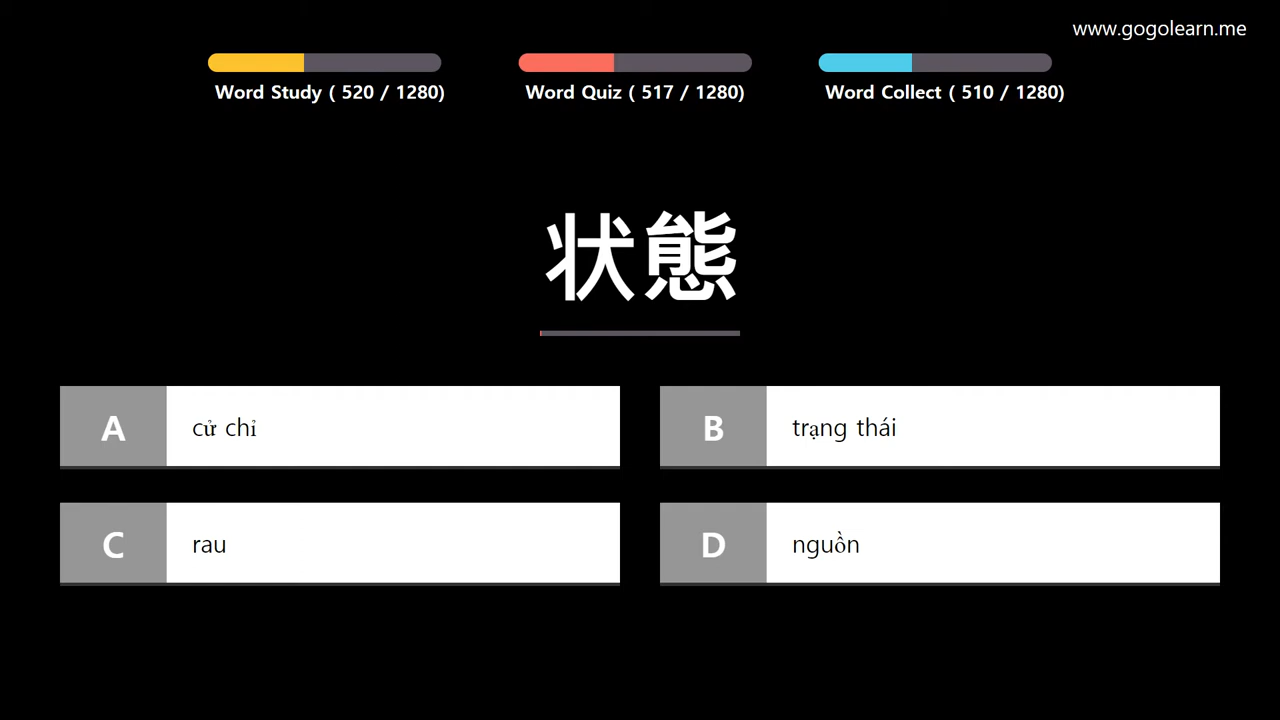 www.gogolearn.me
Word Study ( 520 / 1280)
Word Quiz ( 517 / 1280)
Word Collect ( 510 / 1280)
状態
A cử chỉ
B trạng thái
C rau
D nguồn